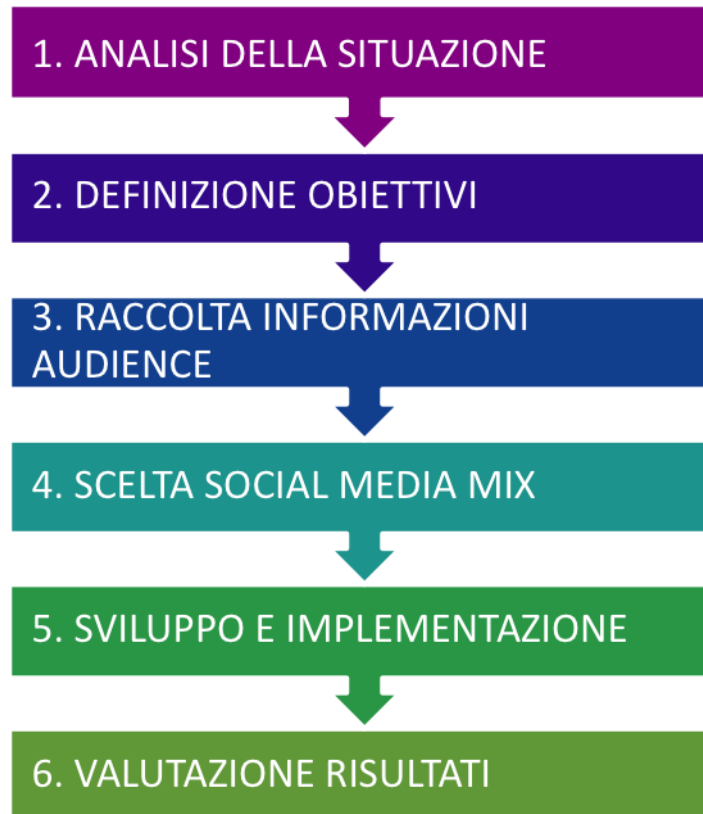 1. ANALISI DELLA SITUAZIONE
2. DEFINIZIONE OBIETTIVI
3. RACCOLTA INFORMAZIONI
AUDIENCE
4. SCELTA SOCIAL MEDIA MIX
5. SVILUPPO E IMPLEMENTAZIONE
6. VALUTAZIONE RISULTATI